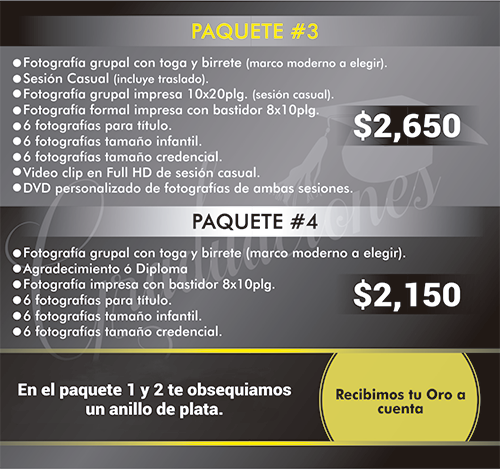 PAQUETE #3
●Fotografía grupal con toga y birrete (marco moderno a elegir).
●Sesión Casual (incluye traslado).
●Fotografía grupal impresa 10x20plg. (sesión casual).
●Fotografía formal impresa con bastidor 8x10plg.
●6 fotografías para título.
●6 fotografías tamaño infantil.
●6 fotografías tamaño credencial.
●Video clip en Full HD de sesión casual.
●DVD personalizado de fotografías de ambas sesiones.
$2,650
Graduaciones
PAQUETE #4
●Fotografía grupal con toga y birrete (marco moderno a elegir).
●Agradecimiento ó Diploma
●Fotografía impresa con bastidor 8x10plg.
●6 fotografías para título.
●6 fotografías tamaño infantil.
●6 fotografías tamaño credencial.
$2,150
En el paquete 1 y 2 te obsequiamos
un anillo de plata.
Recibimos tu Oro a
cuenta